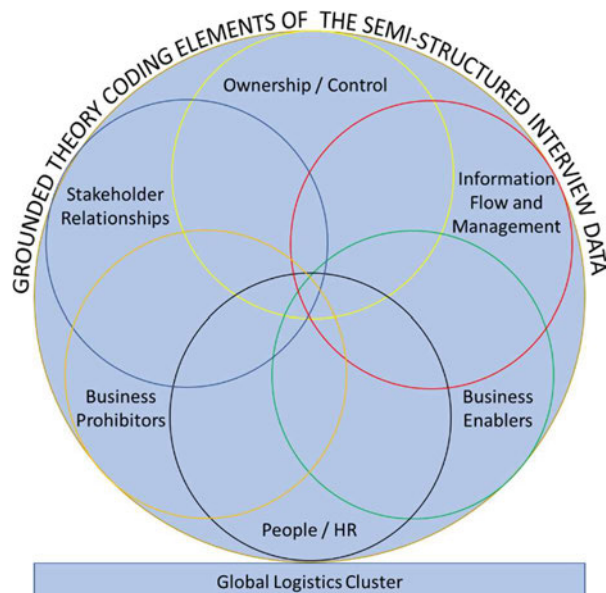 GROUNDED THEORY CODING ELEMENTS OF THE SEMI-STRUCTURED INTERVIEW DATA
Ownership / Control
Stakeholder
Relationships
Information
Flow and
Management
Business
Prohibitors
Business
Enablers
People / HR
Global Logistics Cluster